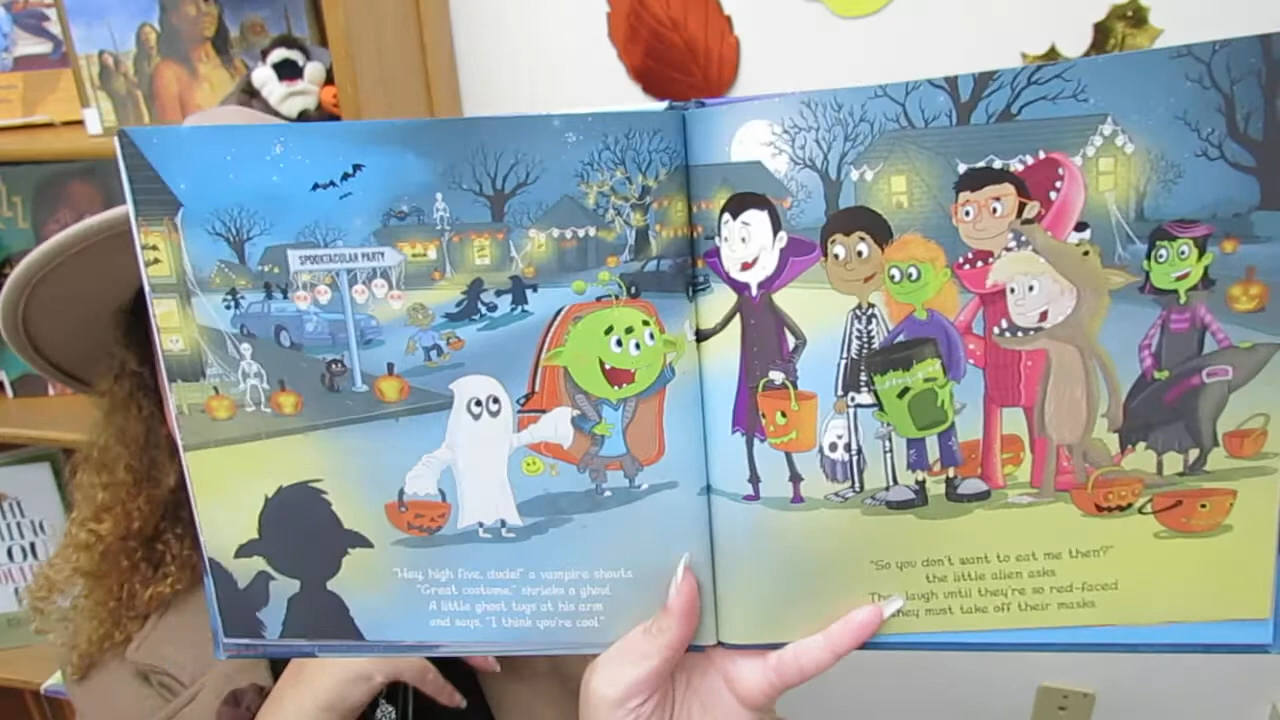 SPOOKTACULAR PARTY
"Hey, high five, dude!" a vampire shouts.
"Great costume," shrieks a ghoul.
A little ghost tugs at his arm
and says, "I think you're cool."
"So you don't want to eat me then?"
the little alien asks.
They laugh until they're so red-faced
they must take off their masks.